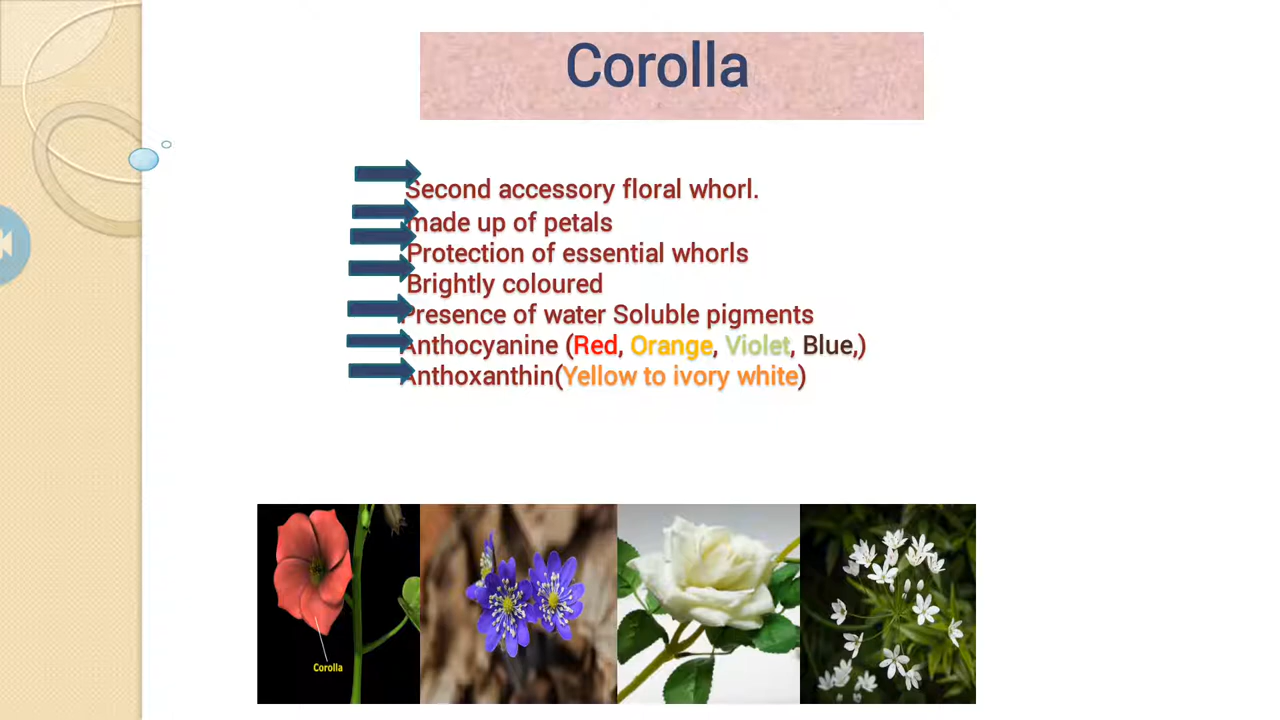 Corolla
Second accessory floral whorl.
made up of petals
Protection of essential whorls
Brightly coloured
Presence of water Soluble pigments
Anthocyanine (Red, Orange, Violet, Blue,)
Anthoxanthin(Yellow to ivory white)
Corolla